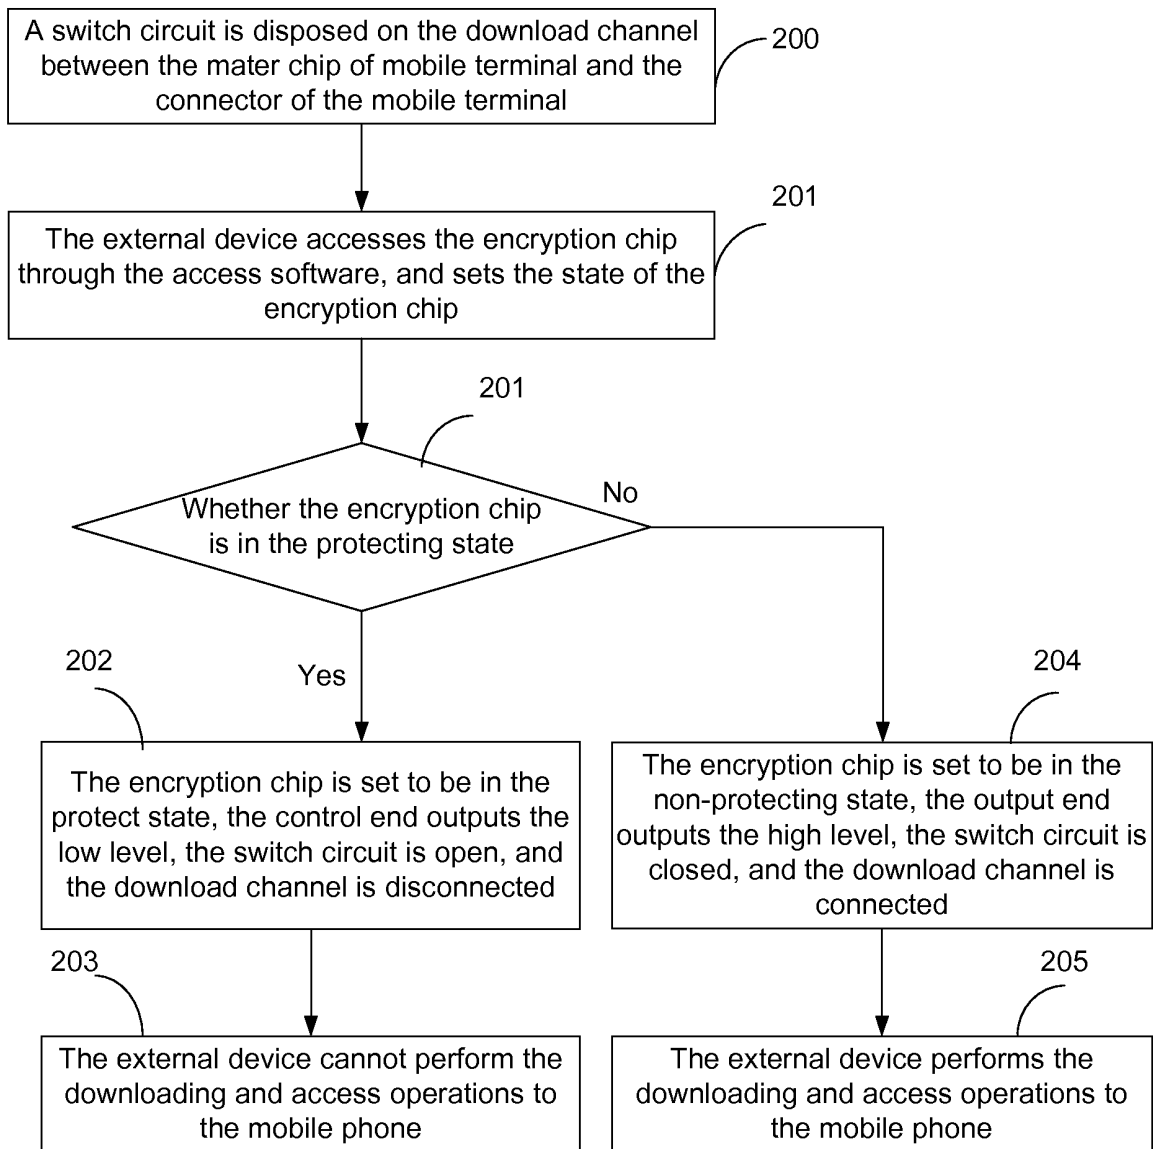 A switch circuit is disposed on the download channel
between the mater chip of mobile terminal and the
connector of the mobile terminal
200
201
The external device accesses the encryption chip
through the access software, and sets the state of the
encryption chip
201
Whether the encryption chip
is in the protecting state
No
Yes
202
The encryption chip is set to be in the
protect state, the control end outputs the
low level, the switch circuit is open, and
the download channel is disconnected
204
The encryption chip is set to be in the
non-protecting state, the output end
outputs the high level, the switch circuit is
closed, and the download channel is
connected
203
The external device cannot perform the
downloading and access operations to
the mobile phone
205
The external device performs the
downloading and access operations to
the mobile phone